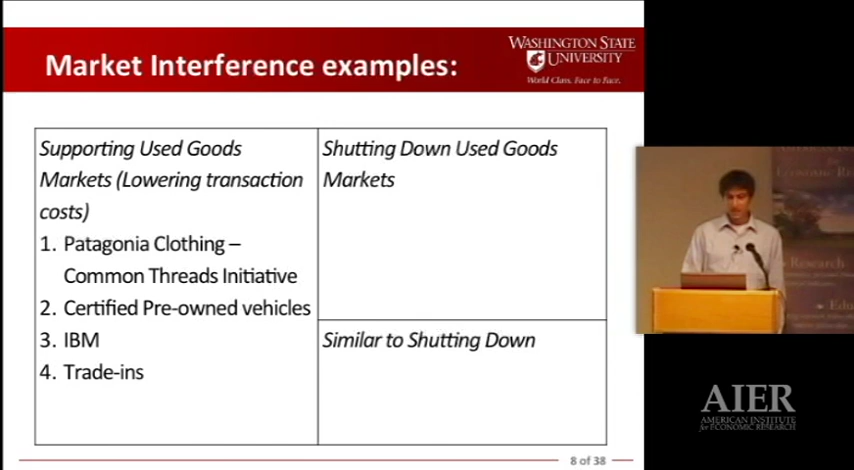 Market Interference examples:
WASHINGTON STATE
UNIVERSITY
World Class. Face to Face.
Supporting Used Goods
Markets (Lowering transaction
costs)
1. Patagonia Clothing –
Common Threads Initiative
2. Certified Pre-owned vehicles
3. IBM
4. Trade-ins
Shutting Down Used Goods
Markets
Similar to Shutting Down
8 of 38
Research
Edu
AIER
AMERICAN INSTITUTE
for ECONOMIC RESEARCH